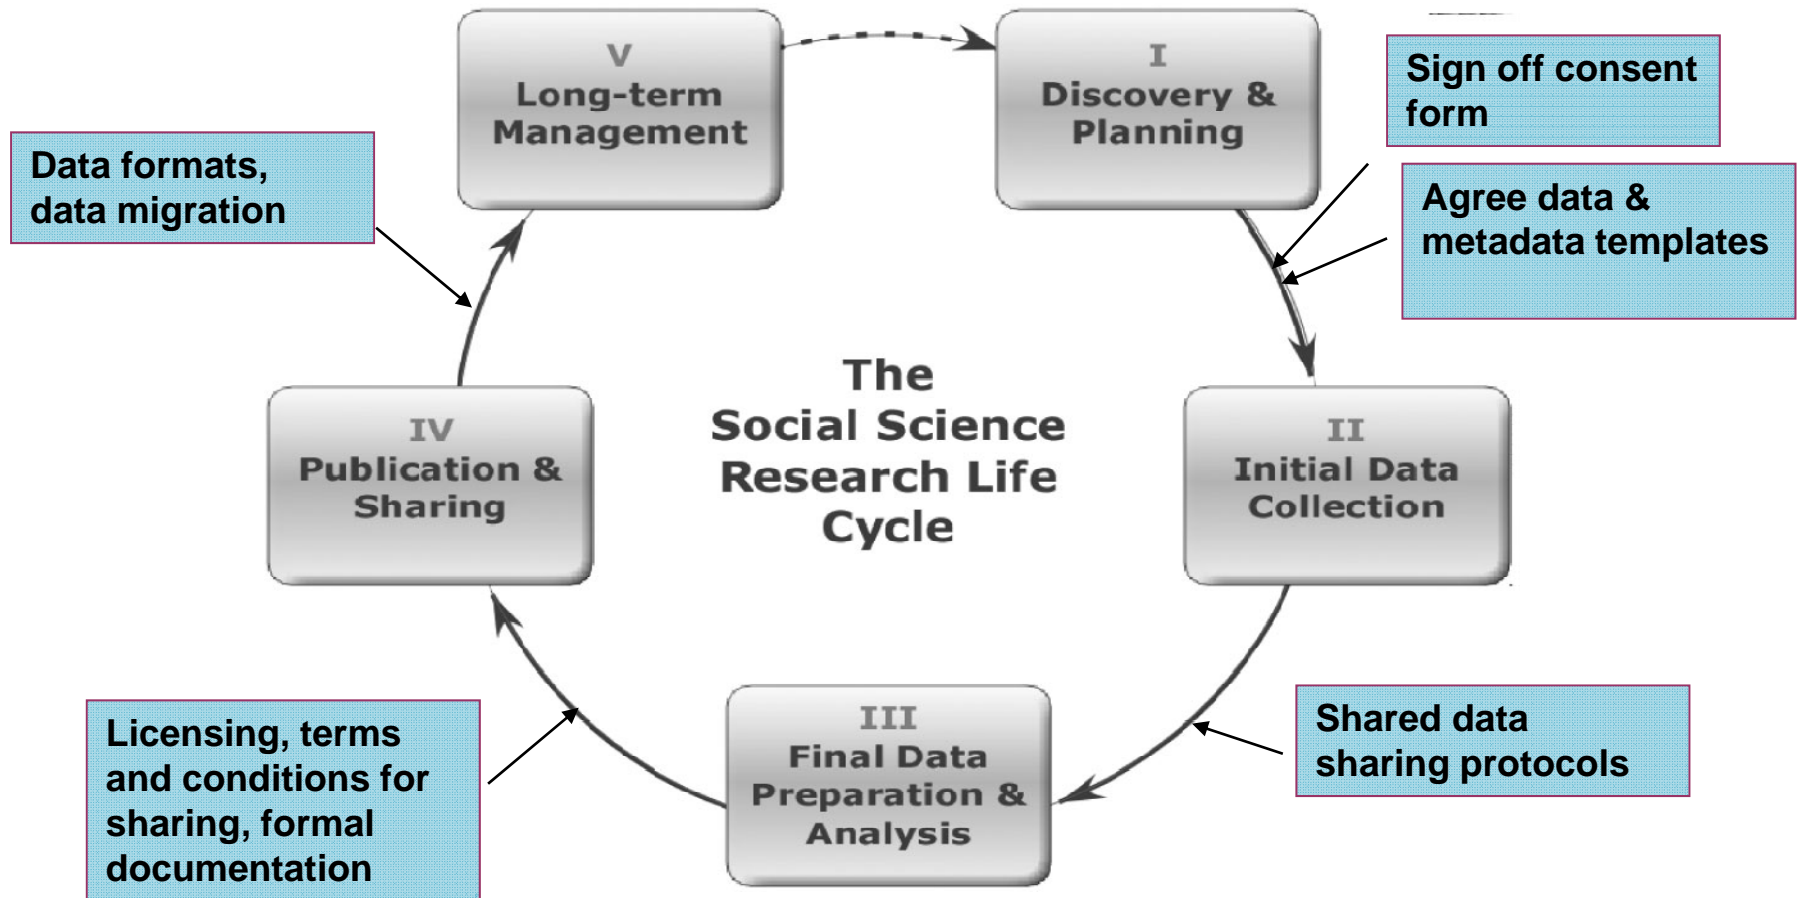 V
Long-term
Management
I
Discovery &
Planning
Sign off consent
form
Agree data &
metadata templates
Data formats,
data migration
The
Social Science
Research Life
Cycle
IV
Publication &
Sharing
II
Initial Data
Collection
III
Final Data
Preparation &
Analysis
Shared data
sharing protocols
Licensing, terms
and conditions for
sharing, formal
documentation